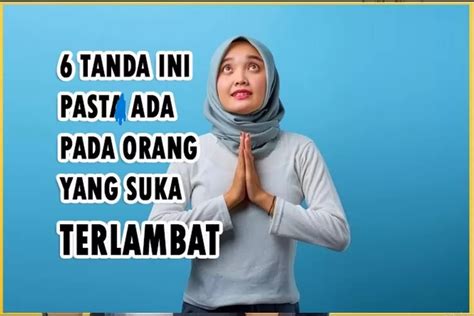 6 TANDA INI
ADA
PADA ORANG
YANG SUKA
TERLAMBAT